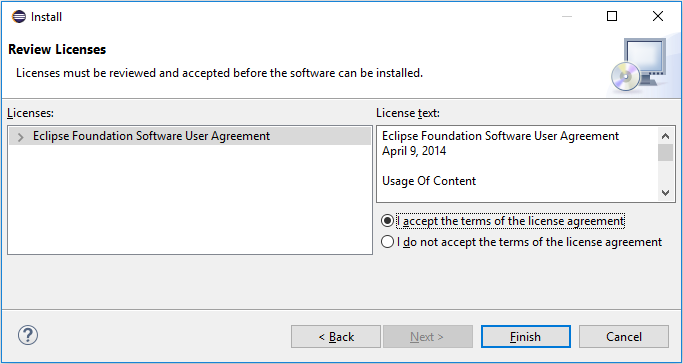 Install
Review Licenses
Licenses must be reviewed and accepted before the software can be installed.
Licenses:
Eclipse Foundation Software User Agreement
License text:
Eclipse Foundation Software User Agreement
April 9, 2014
Usage Of Content
I accept the terms of the license agreement
I do not accept the terms of the license agreement
?
< Back
Next >
Finish
Cancel